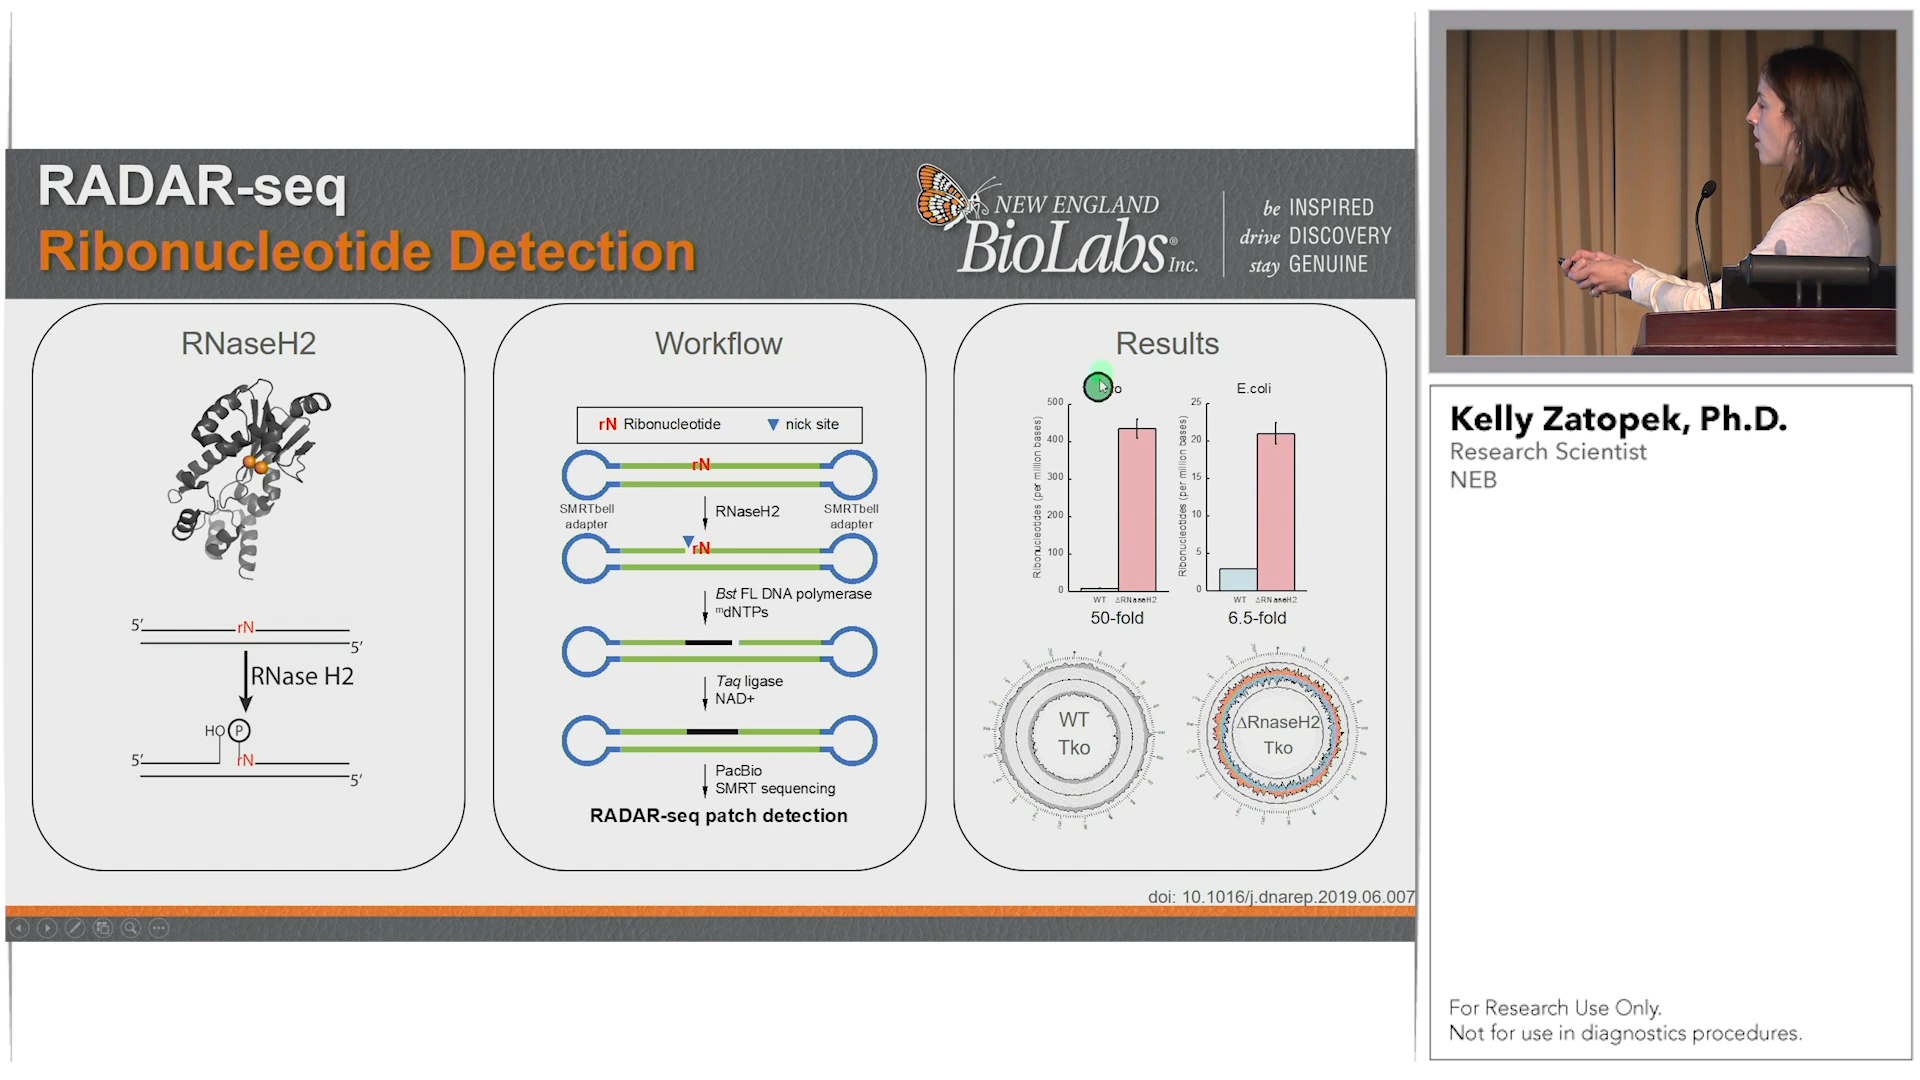 RADAR-seq
Ribonucleotide Detection
NEW ENGLAND
BioLabs® Inc.
be INSPIRED
drive DISCOVERY
stay GENUINE
RNaseH2
5′
rN
5′
RNase H2
HO P
5′
rN
5′
Workflow
rN Ribonucleotide
nick site
rN
SMRTbell
adapter
SMRTbell
adapter
RNaseH2
rN
Bst FL DNA polymerase
mdNTPs
Taq ligase
NAD+
PacBio
SMRT sequencing
RADAR-seq patch detection
Results
E.coli
Ribonucleotides (per million bases)
500
400
300
200
100
0
WT ΔRNaseH2
50-fold
Ribonucleotides (per million bases)
25
20
15
10
5
0
WT ΔRNaseH2
6.5-fold
WT
Tko
ΔRnaseH2
Tko
doi: 10.1016/j.dnarep.2019.06.007
Kelly Zatopek, Ph.D.
Research Scientist
NEB
For Research Use Only.
Not for use in diagnostics procedures.